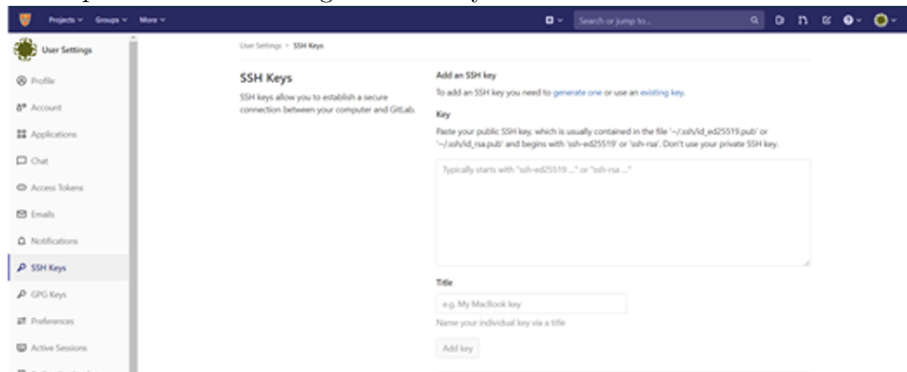 Projects Groups More Search or jump to...
User Settings
User Settings > SSH Keys
Profile
Account
Applications
Chat
Access Tokens
Emails
Notifications
SSH Keys
GPG Keys
Preferences
Active Sessions
SSH Keys
SSH keys allow you to establish a secure
connection between your computer and GitLab.
Add an SSH key
To add an SSH key you need to generate one or use an existing key.
Key
Paste your public SSH key, which is usually contained in the file '~/.ssh/id_ed25519.pub' or
'~/.ssh/id_rsa.pub' and begins with 'ssh-ed25519' or 'ssh-rsa'. Don't use your private SSH key.
Typically starts with "ssh-ed25519 ..." or "ssh-rsa ..."
Title
e.g. My MacBook key
Name your individual key via a title
Add key